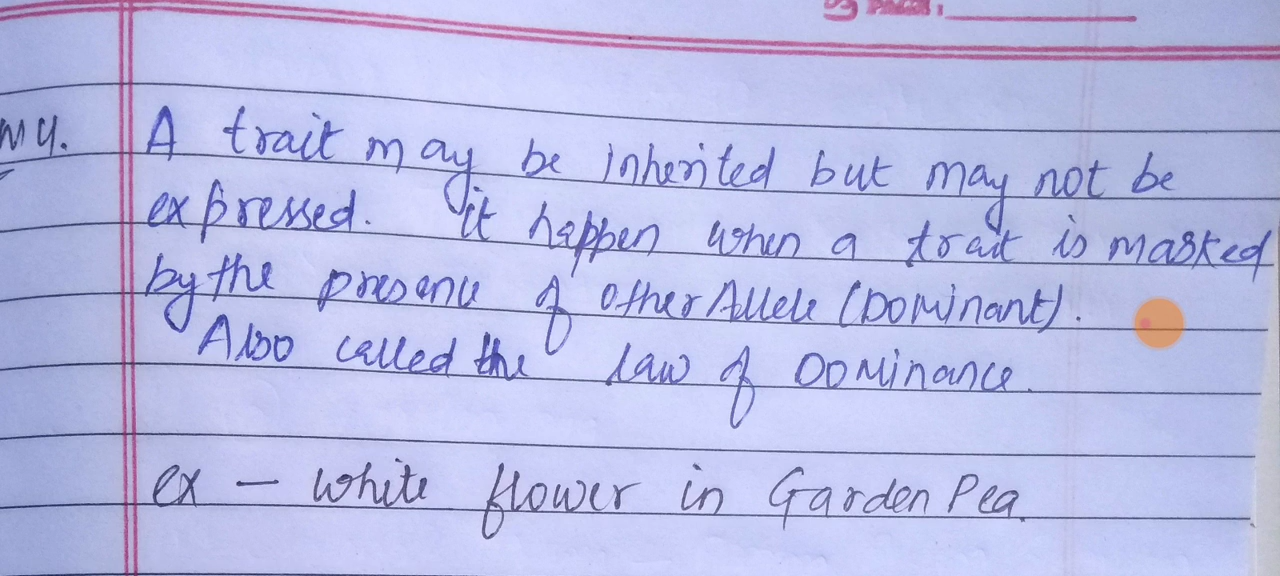 PAGE:
A trait may be inherited but may not be
expressed. it happen when a trait is masked
by the presence of other Allele (Dominant).
Also called the law of Dominance.
ex - white flower in Garden Pea.